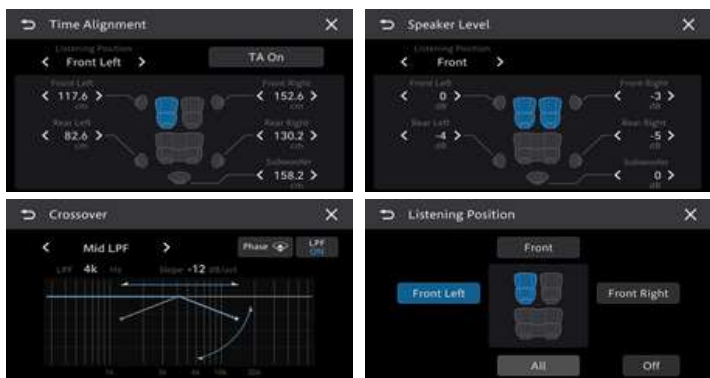 Time Alignment
Listening Position
Front Left
TA On
Front Left
117.6
cm
Front Right
152.6
cm
Rear Left
82.6
cm
Rear Right
130.2
cm
Subwoofer
158.2
cm
Speaker Level
Listening Position
Front
Front Left
0
dB
Front Right
-3
dB
Rear Left
-4
dB
Rear Right
-5
dB
Subwoofer
0
dB
Crossover
Mid LPF
Phase
LPF
ON
LPF 4k Hz Slope -12 dB/oct
1k
Listening Position
Front
Front Left
Front Right
All
Off